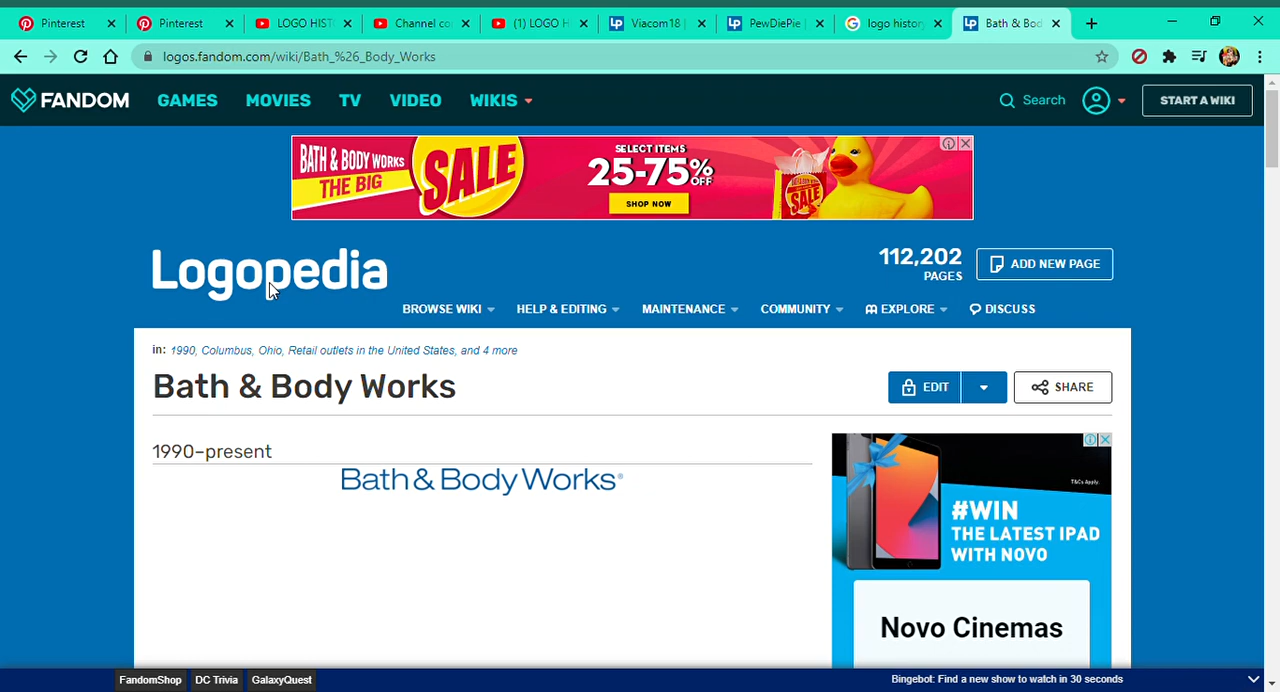 Pinterest
Pinterest
LOGO HIST
Channel co
(1) LOGO H
Viacom18 |
PewDiePie |
logo history
Bath & Bod
logos.fandom.com/wiki/Bath_%26_Body_Works
FANDOM GAMES MOVIES TV VIDEO WIKIS
Search
START A WIKI
BATH & BODY WORKS
THE BIG
SALE
SELECT ITEMS
25-75% OFF
SHOP NOW
SALE
Logopedia
112,202
PAGES
ADD NEW PAGE
BROWSE WIKI HELP & EDITING MAINTENANCE COMMUNITY EXPLORE DISCUSS
in: 1990, Columbus, Ohio, Retail outlets in the United States, and 4 more
Bath & Body Works
EDIT
SHARE
1990–present
Bath & Body Works®
T&Cs Apply.
#WIN
THE LATEST IPAD
WITH NOVO
Novo Cinemas
FandomShop DC Trivia GalaxyQuest
Bingebot: Find a new show to watch in 30 seconds